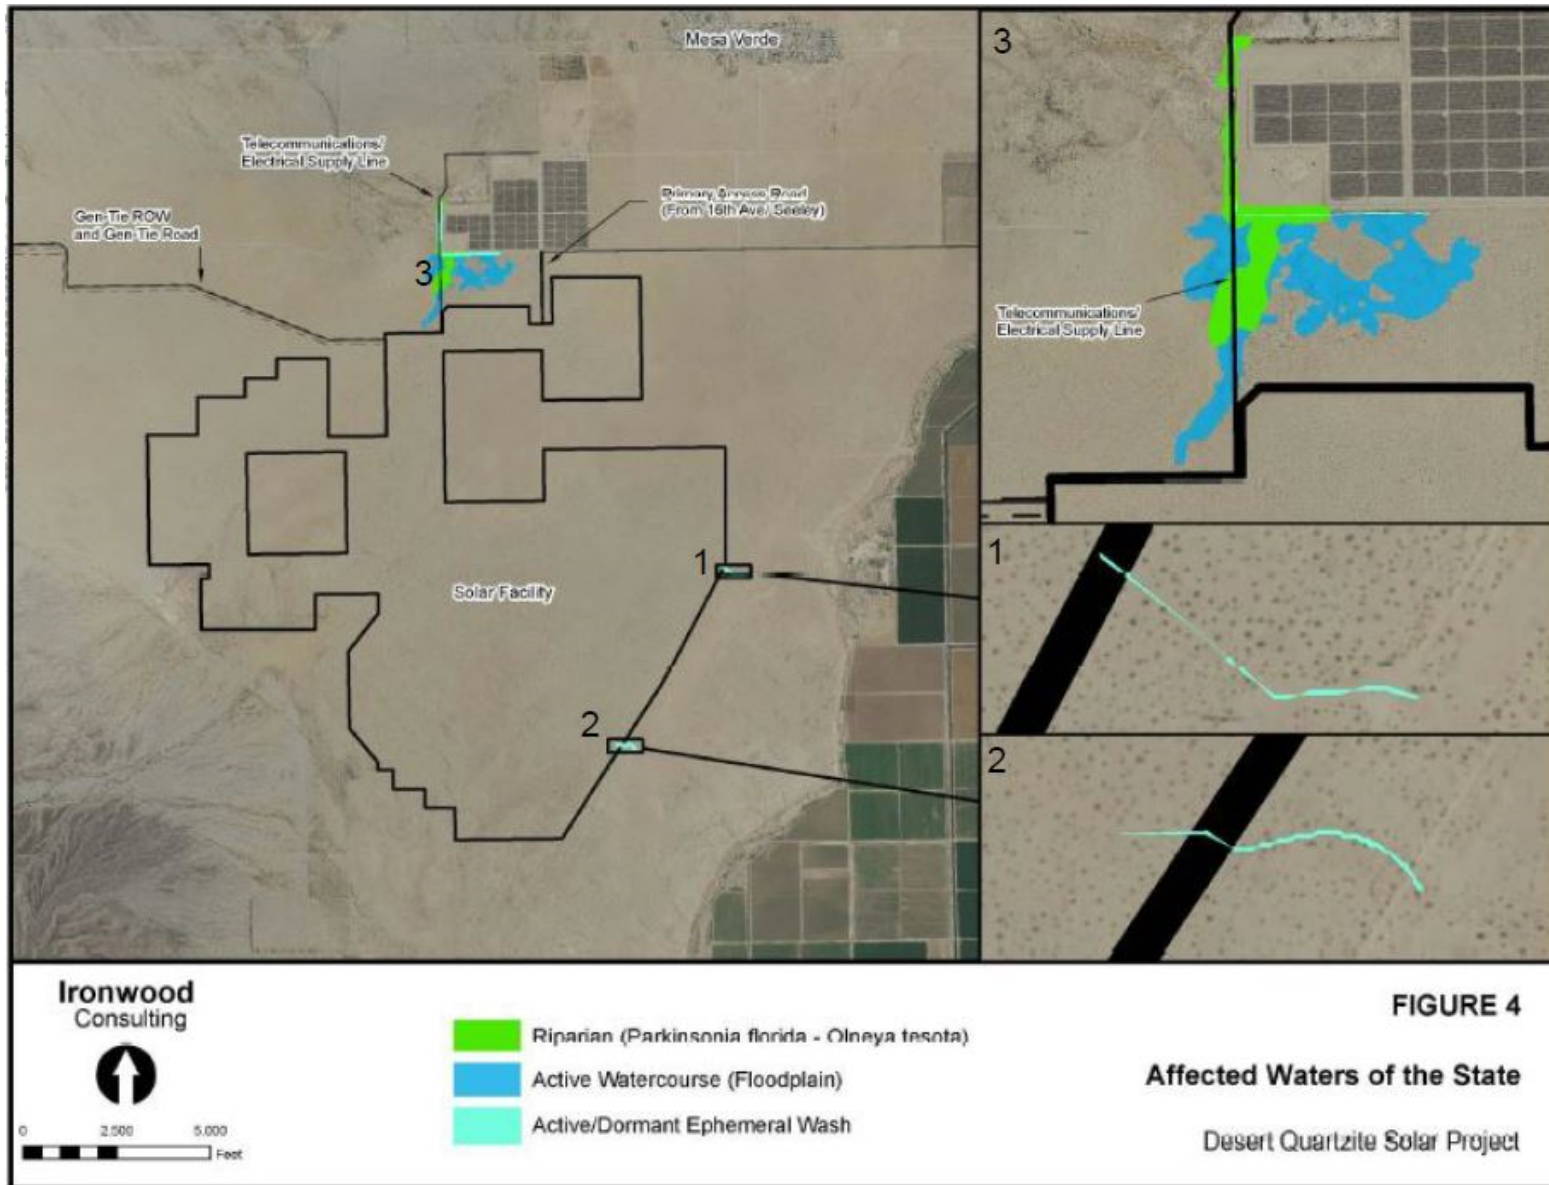 Mesa Verde
Telecommunications/
Electrical Supply Line
Primary Access Road
(From 16th Ave/ Seeley)
Gen-Tie ROW
and Gen-Tie Road
3
1
Solar Facility
2
3
Telecommunications/
Electrical Supply Line
1
2
Ironwood
Consulting
0 2.500 5.000
Feet
Riparian (Parkinsonia florida - Olneya tesota)
Active Watercourse (Floodplain)
Active/Dormant Ephemeral Wash
FIGURE 4
Affected Waters of the State
Desert Quartzite Solar Project